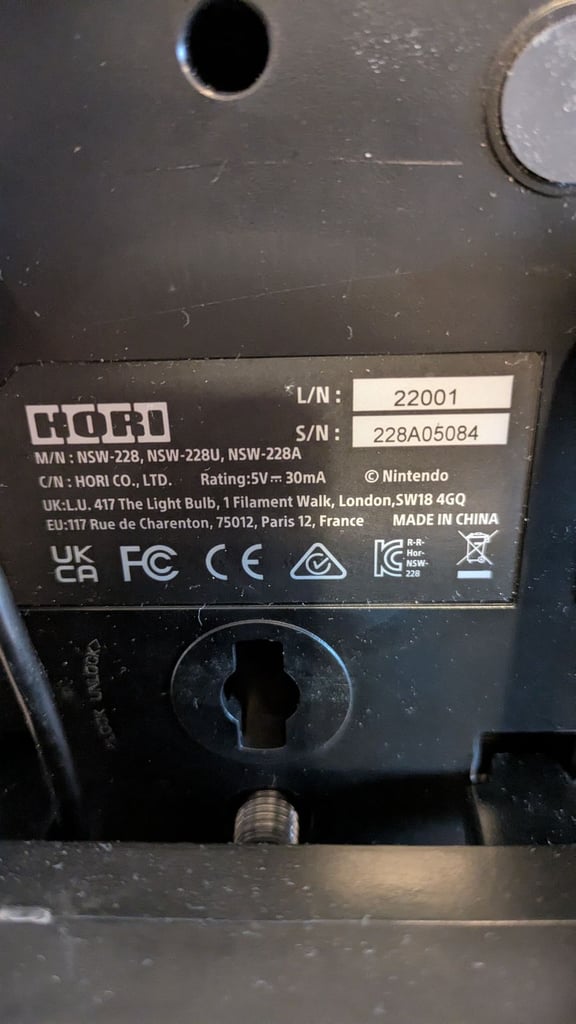 L/N : 22001
HORI
S/N : 228A05084
M/N : NSW-228, NSW-228U, NSW-228A
C/N : HORI CO., LTD. Rating:5V⎓30mA © Nintendo
UK:L.U. 417 The Light Bulb, 1 Filament Walk, London,SW18 4GQ
EU:117 Rue de Charenton, 75012, Paris 12, France MADE IN CHINA
UK
CA
FC
CE
R-R-
Hor-
NSW-
228
UNLOCK